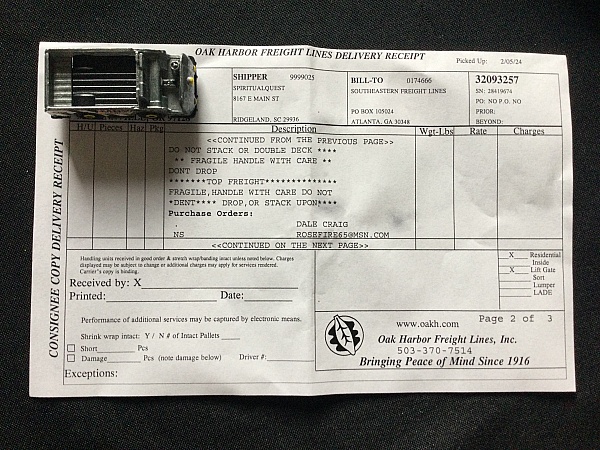 OAK HARBOR FREIGHT LINES DELIVERY RECEIPT
Picked Up: 2/05/24
SHIPPER 9999025
SPIRITUALQUEST
8167 E MAIN ST
RIDGELAND, SC 29936
BILL-TO 0174666
SOUTHEASTERN FREIGHT LINES
PO BOX 105024
ATLANTA, GA 30348
32093257
SN: 28419674
PO: NO P.O. NO
PRIOR:
BEYOND:
H/U Pieces Haz Pkg Description Wgt-Lbs Rate Charges
<<CONTINUED FROM THE PREVIOUS PAGE>>
DO NOT STACK OR DOUBLE DECK ****
** FRAGILE HANDLE WITH CARE **
DONT DROP
*******TOP FREIGHT**************
FRAGILE,HANDLE WITH CARE DO NOT
*DENT**** DROP,OR STACK UPON****
Purchase Orders:
. DALE CRAIG
NS ROSEFIRE65@MSN.COM
<<CONTINUED ON THE NEXT PAGE>>
CONSIGNEE COPY DELIVERY RECEIPT
Handling units received in good order & stretch wrap/banding intact unless noted below. Charges
displayed may be subject to change or additional charges may apply for services rendered.
Carrier's copy is binding.
Received by: X
Printed: Date:
X Residential
Inside
X Lift Gate
Sort
Lumper
LADE
Performance of additional services may be captured by electronic means.
Shrink wrap intact: Y / N # of Intact Pallets
Short Pcs
Damage Pcs (note damage below) Driver #:
Exceptions:
www.oakh.com Page 2 of 3
Oak Harbor Freight Lines, Inc.
503-370-7514
Bringing Peace of Mind Since 1916